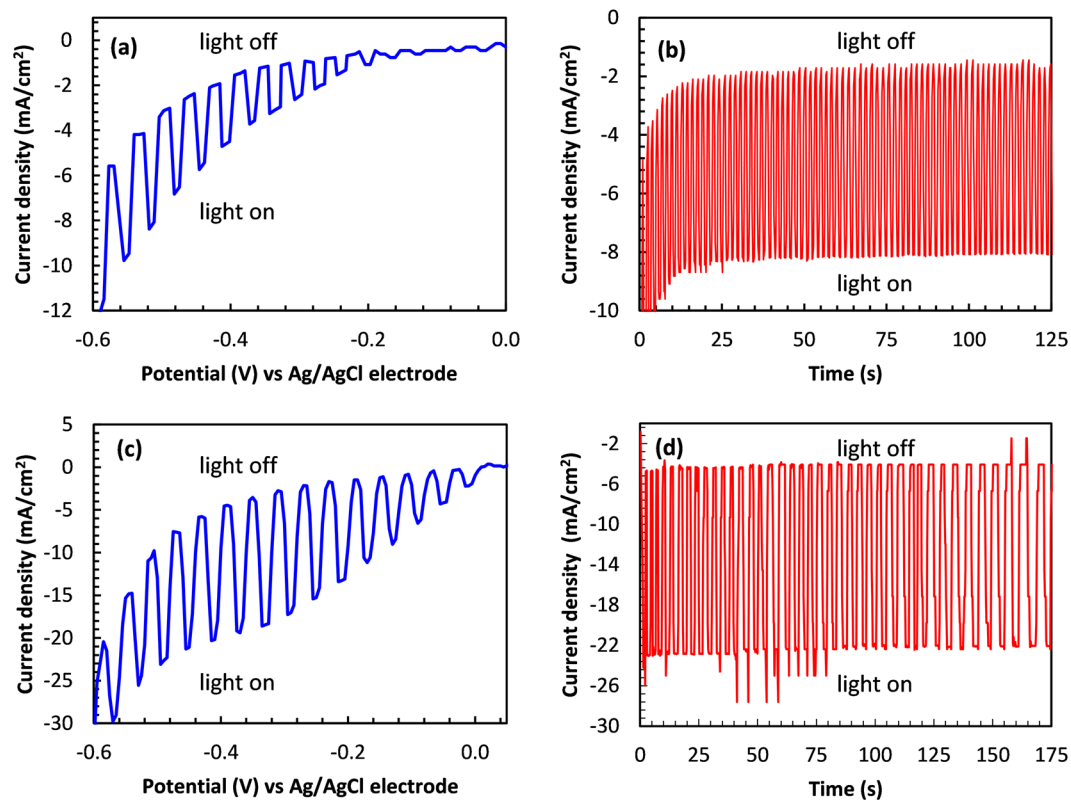 (a)
light off
light on
0
-2
-4
-6
-8
-10
-12
-0.6
-0.4
-0.2
0.0
Current density (mA/cm²)
Potential (V) vs Ag/AgCl electrode
(b)
light off
light on
0
-2
-4
-6
-8
-10
0
25
50
75
100
125
Current density (mA/cm²)
Time (s)
(c)
light off
light on
5
0
-5
-10
-15
-20
-25
-30
-0.6
-0.4
-0.2
0.0
Current density (mA/cm²)
Potential (V) vs Ag/AgCl electrode
(d)
light off
light on
-2
-6
-10
-14
-18
-22
-26
-30
0
25
50
75
100
125
150
175
Current density (mA/cm²)
Time (s)